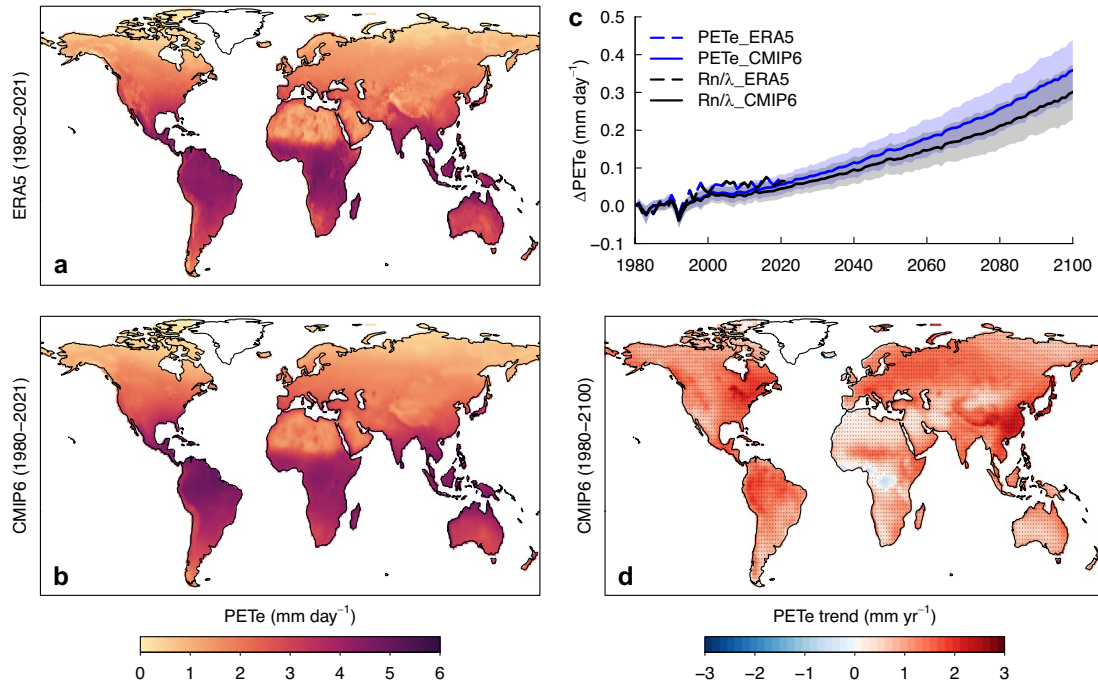 ERA5 (1980−2021)
a
c
ΔPETe (mm day⁻¹)
0.5
0.4
0.3
0.2
0.1
0.0
−0.1
PETe_ERA5
PETe_CMIP6
Rn/λ_ERA5
Rn/λ_CMIP6
1980 2000 2020 2040 2060 2080 2100
CMIP6 (1980−2021)
b
CMIP6 (1980−2100)
d
PETe (mm day⁻¹)
0 1 2 3 4 5 6
PETe trend (mm yr⁻¹)
−3 −2 −1 0 1 2 3